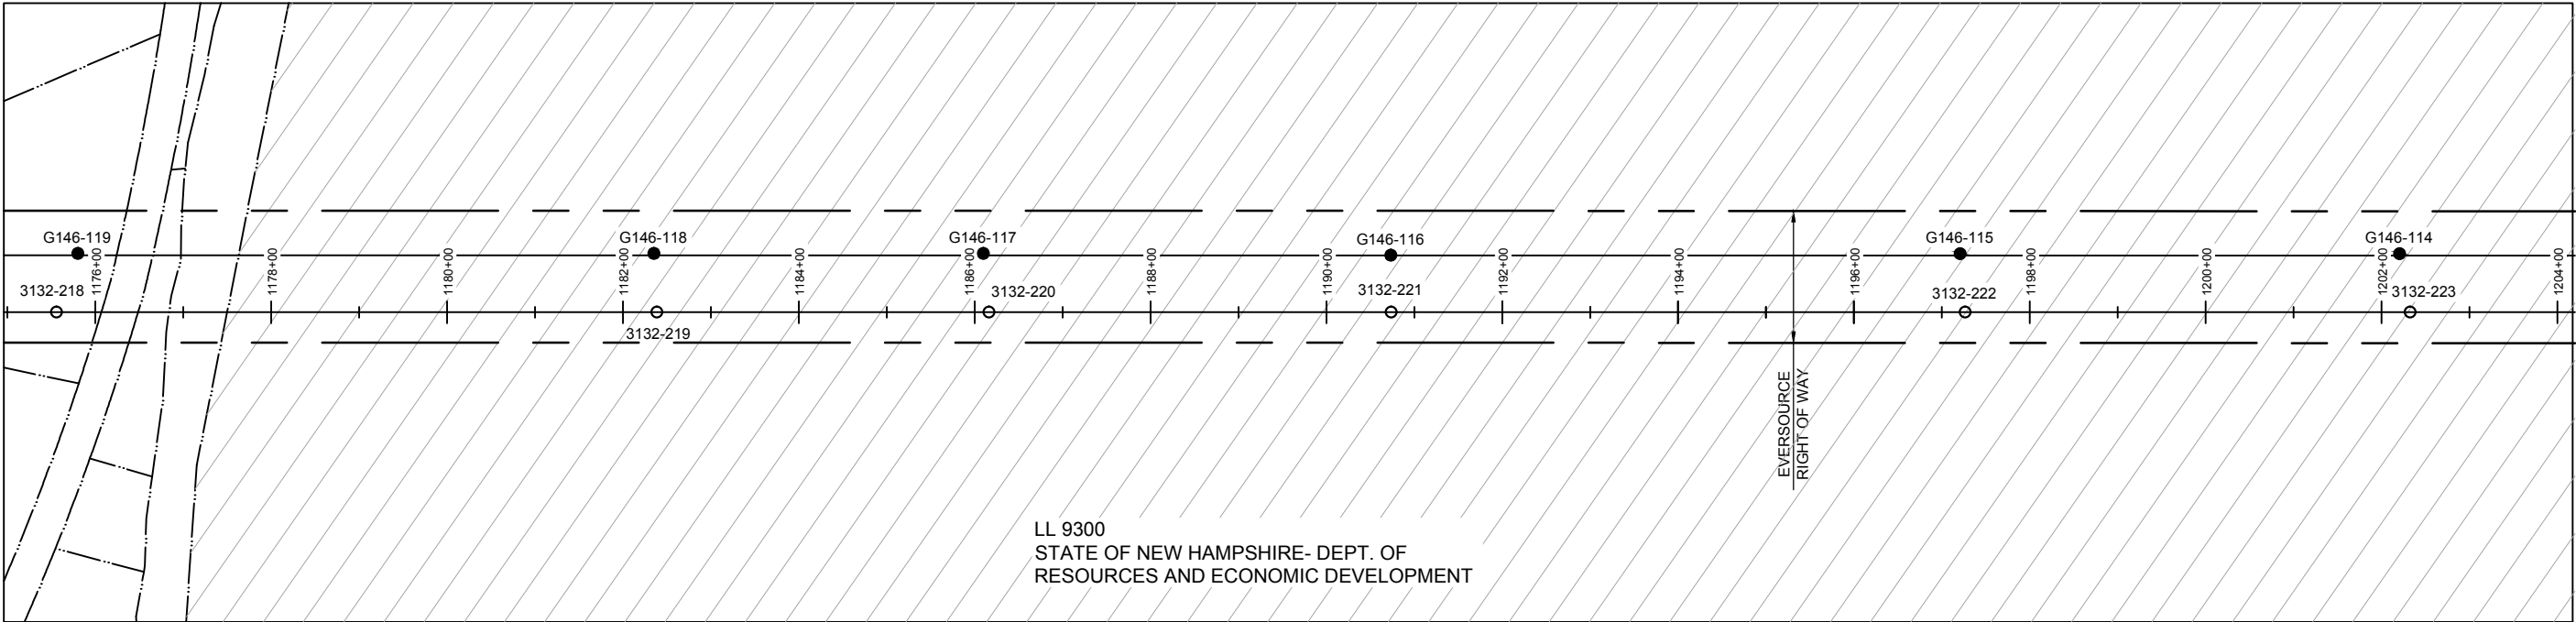 G146-119
G146-118
G146-117
G146-116
G146-115
G146-114
1176+00
1178+00
1180+00
1182+00
1184+00
1186+00
1188+00
1190+00
1192+00
1194+00
1196+00
1198+00
1200+00
1202+00
1204+00
3132-218
3132-219
3132-220
3132-221
3132-222
3132-223
EVERSOURCE
RIGHT OF WAY
LL 9300
STATE OF NEW HAMPSHIRE- DEPT. OF
RESOURCES AND ECONOMIC DEVELOPMENT